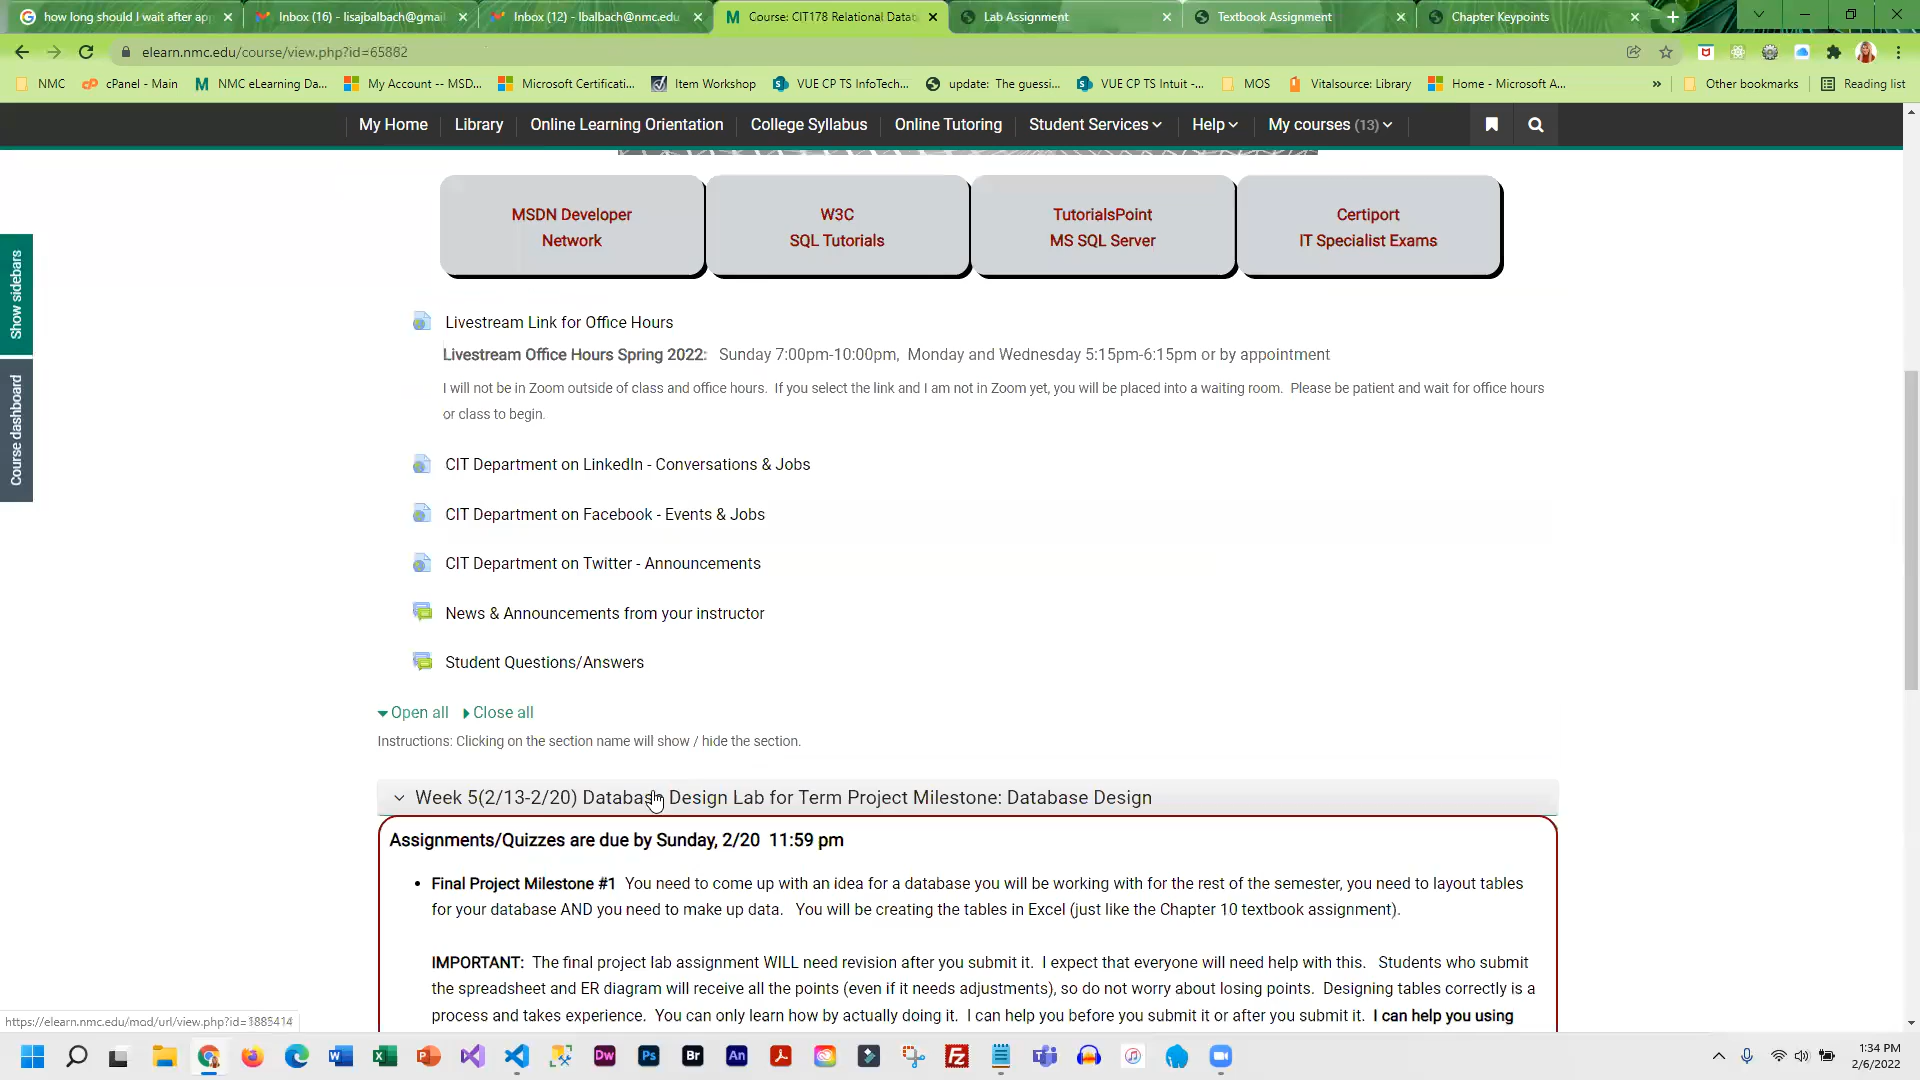 how long should I wait after ap
Inbox (16) - lisajbalbach@gmail
Inbox (12) - lbalbach@nmc.edu
Course: CIT178 Relational Datab
Lab Assignment
Textbook Assignment
Chapter Keypoints
elearn.nmc.edu/course/view.php?id=65882
NMC
cPanel - Main
NMC eLearning Da...
My Account -- MSD...
Microsoft Certificati...
Item Workshop
VUE CP TS InfoTech...
update: The guessi...
VUE CP TS Intuit -...
MOS
Vitalsource: Library
Home - Microsoft A...
»
Other bookmarks
Reading list
My Home
Library
Online Learning Orientation
College Syllabus
Online Tutoring
Student Services
Help
My courses (13)
Show sidebars
Course dashboard
MSDN Developer
Network
W3C
SQL Tutorials
TutorialsPoint
MS SQL Server
Certiport
IT Specialist Exams
Livestream Link for Office Hours
Livestream Office Hours Spring 2022: Sunday 7:00pm-10:00pm, Monday and Wednesday 5:15pm-6:15pm or by appointment
I will not be in Zoom outside of class and office hours. If you select the link and I am not in Zoom yet, you will be placed into a waiting room. Please be patient and wait for office hours
or class to begin.
CIT Department on LinkedIn - Conversations & Jobs
CIT Department on Facebook - Events & Jobs
CIT Department on Twitter - Announcements
News & Announcements from your instructor
Student Questions/Answers
Open all Close all
Instructions: Clicking on the section name will show / hide the section.
Week 5(2/13-2/20) Database Design Lab for Term Project Milestone: Database Design
Assignments/Quizzes are due by Sunday, 2/20 11:59 pm
• Final Project Milestone #1 You need to come up with an idea for a database you will be working with for the rest of the semester, you need to layout tables
for your database AND you need to make up data. You will be creating the tables in Excel (just like the Chapter 10 textbook assignment).
IMPORTANT: The final project lab assignment WILL need revision after you submit it. I expect that everyone will need help with this. Students who submit
the spreadsheet and ER diagram will receive all the points (even if it needs adjustments), so do not worry about losing points. Designing tables correctly is a
process and takes experience. You can only learn how by actually doing it. I can help you before you submit it or after you submit it. I can help you using
https://elearn.nmc.edu/mod/url/view.php?id=1885414
Dw
Ps
Br
An
1:34 PM
2/6/2022